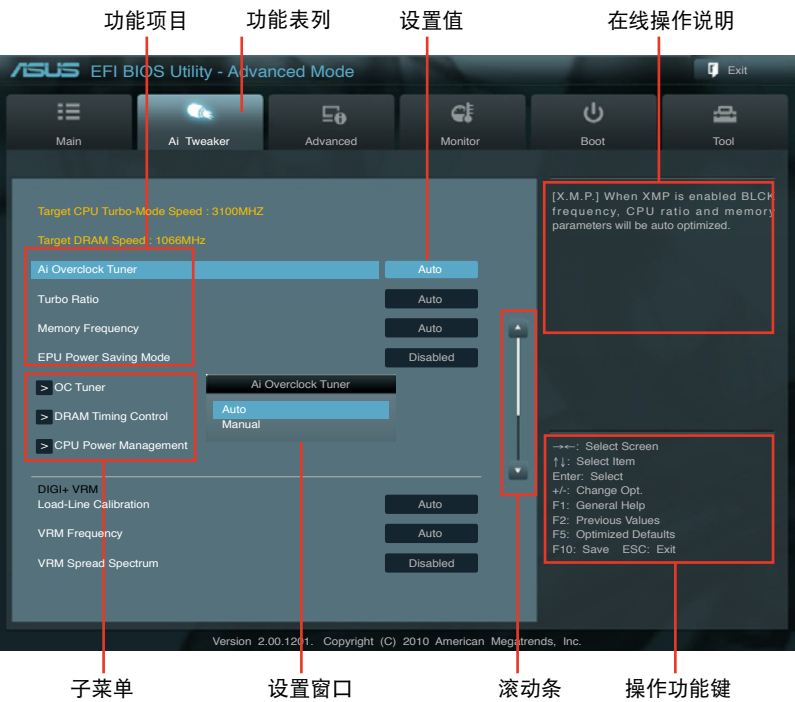 功能项目 功能表列 设置值 在线操作说明
ASUS EFI BIOS Utility - Advanced Mode Exit
Main Ai Tweaker Advanced Monitor Boot Tool
Target CPU Turbo-Mode Speed : 3100MHZ
Target DRAM Speed : 1066MHz
Ai Overclock Tuner Auto
Turbo Ratio Auto
Memory Frequency Auto
EPU Power Saving Mode Disabled
> OC Tuner
> DRAM Timing Control
> CPU Power Management
Ai Overclock Tuner
Auto
Manual
DIGI+ VRM
Load-Line Calibration Auto
VRM Frequency Auto
VRM Spread Spectrum Disabled
[X.M.P.] When XMP is enabled BLCK
frequency, CPU ratio and memory
parameters will be auto optimized.
→←: Select Screen
↑↓: Select Item
Enter: Select
+/-: Change Opt.
F1: General Help
F2: Previous Values
F5: Optimized Defaults
F10: Save ESC: Exit
Version 2.00.1201. Copyright (C) 2010 American Megatrends, Inc.
子菜单 设置窗口 滚动条 操作功能键